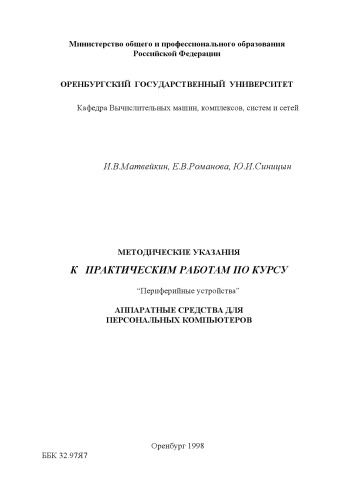 Министерство общего и профессионального образования
Российской Федерации
ОРЕНБУРГСКИЙ ГОСУДАРСТВЕННЫЙ УНИВЕРСИТЕТ
Кафедра Вычислительных машин, комплексов, систем и сетей
И.В.Матвейкин, Е.В.Романова, Ю.И.Синицын
МЕТОДИЧЕСКИЕ УКАЗАНИЯ
К ПРАКТИЧЕСКИМ РАБОТАМ ПО КУРСУ
“Периферийные устройства”
АППАРАТНЫЕ СРЕДСТВА ДЛЯ
ПЕРСОНАЛЬНЫХ КОМПЬЮТЕРОВ
Оренбург 1998
ББК 32.97Я7